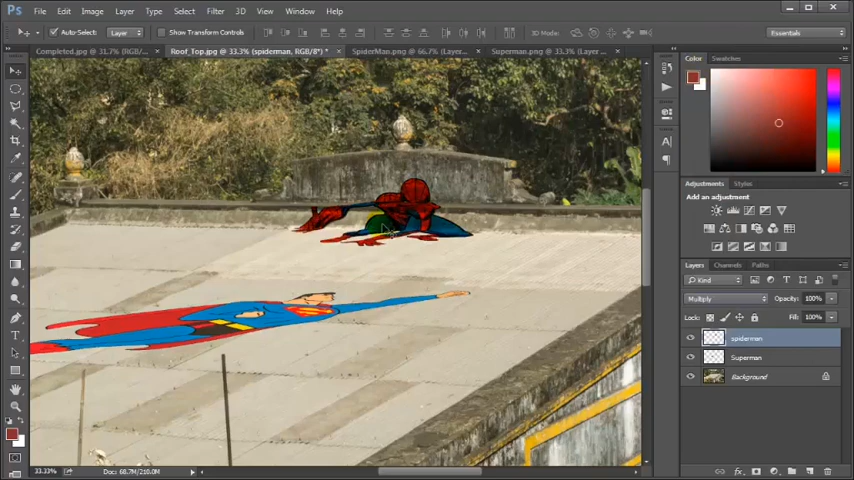 Ps File Edit Image Layer Type Select Filter 3D View Window Help
Auto-Select: Layer Show Transform Controls 3D Mode: Essentials
Completed.jpg @ 31.7% (RGB/... × Roof_Top.jpg @ 33.3% (spiderman, RGB/8*) * × SpiderMan.png @ 66.7% (Layer... × Superman.png @ 33.3% (Layer ... ×
Color Swatches
Adjustments Styles
Add an adjustment
Layers Channels Paths
Kind
Multiply Opacity: 100%
Lock: Fill: 100%
spiderman
Superman
Background
33.33% Doc: 68.7M/210.0M